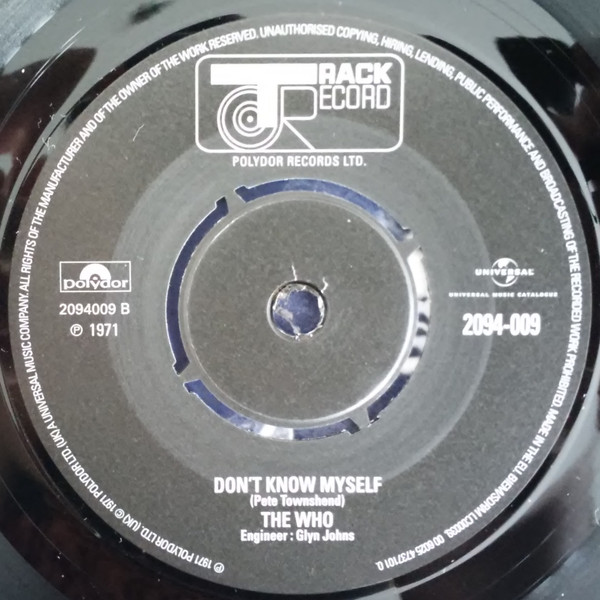 TRACK
RECORD
POLYDOR RECORDS LTD.
polydor
2094009 B
℗ 1971
UNIVERSAL
UNIVERSAL MUSIC CATALOGUE
2094-009
DON'T KNOW MYSELF
(Pete Townshend)
THE WHO
Engineer : Glyn Johns
℗ 1971 POLYDOR LTD. (UK) © 1971 POLYDOR LTD. (UK) A UNIVERSAL MUSIC COMPANY. ALL RIGHTS OF THE MANUFACTURER AND OF THE OWNER OF THE WORK RESERVED. UNAUTHORISED COPYING, HIRING, LENDING, PUBLIC PERFORMANCE AND BROADCASTING OF THE RECORDED WORK PROHIBITED. MADE IN THE E.U. BIEM/SDRM